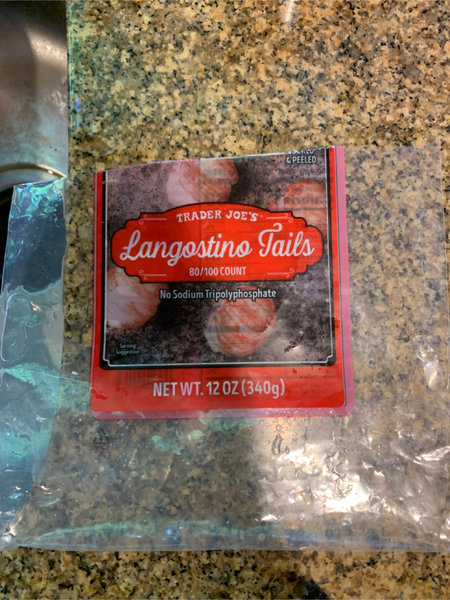 & PEELED
TRADER JOE'S®
Langostino Tails
80/100 COUNT
No Sodium Tripolyphosphate
Serving
Suggestion
NET WT. 12 OZ (340g)